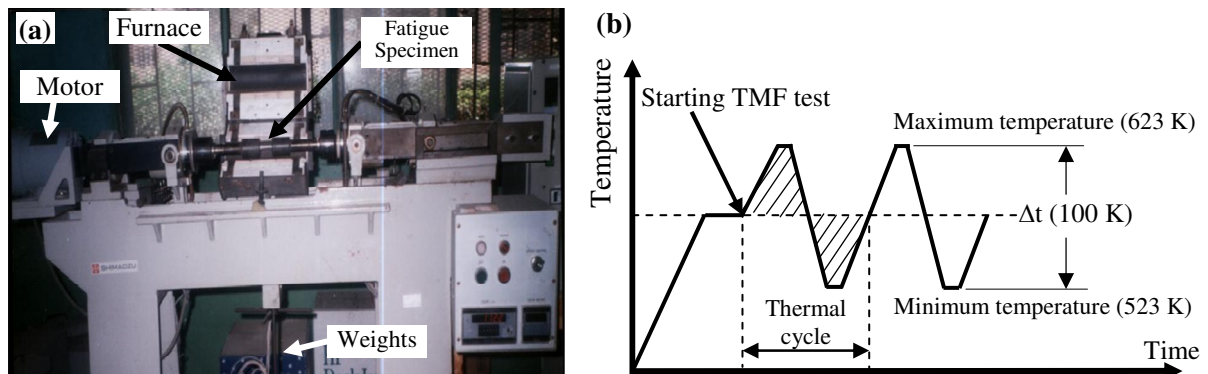 (a)
Furnace
Fatigue
Specimen
Motor
SHIMADZU
Weights
(b)
Temperature
Starting TMF test
Maximum temperature (623 K)
Δt (100 K)
Minimum temperature (523 K)
Thermal
cycle
Time